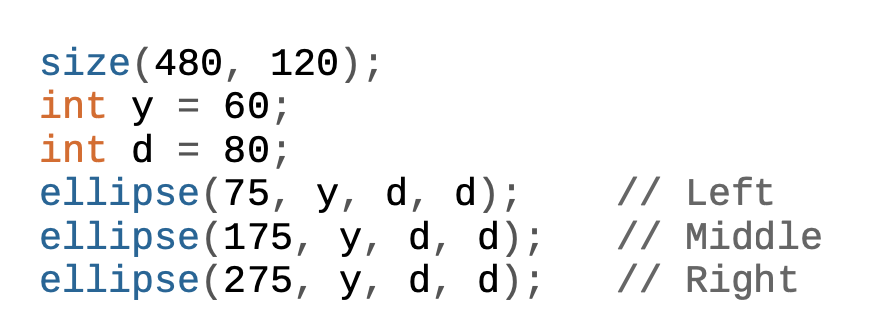 size(480, 120);
int y = 60;
int d = 80;
ellipse(75, y, d, d);    // Left
ellipse(175, y, d, d);   // Middle
ellipse(275, y, d, d);   // Right